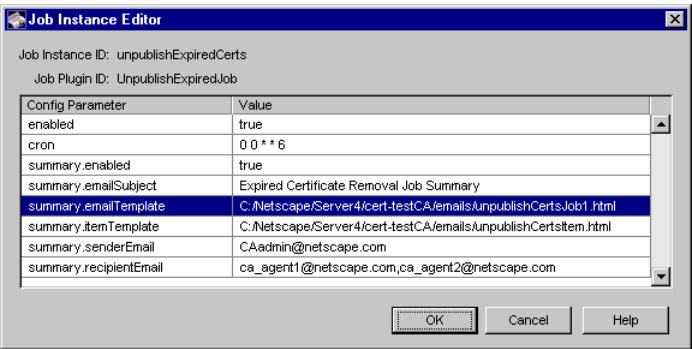 Job Instance Editor
Job Instance ID: unpublishExpiredCerts
Job Plugin ID: UnpublishExpiredJob
Config Parameter Value
enabled true
cron 0 0 * * 6
summary.enabled true
summary.emailSubject Expired Certificate Removal Job Summary
summary.emailTemplate C:/Netscape/Server4/cert-testCA/emails/unpublishCertsJob1.html
summary.itemTemplate C:/Netscape/Server4/cert-testCA/emails/unpublishCertsItem.html
summary.senderEmail CAadmin@netscape.com
summary.recipientEmail ca_agent1@netscape.com,ca_agent2@netscape.com
OK Cancel Help